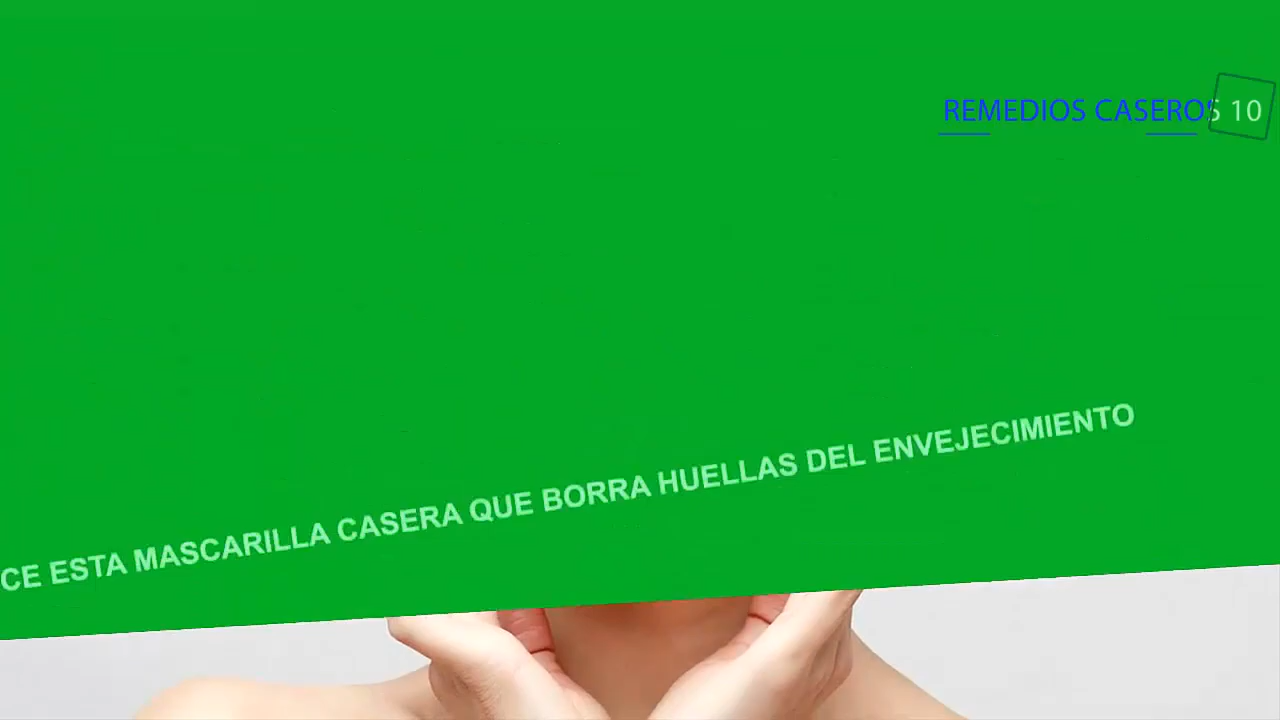 REMEDIOS CASEROS 10
CE ESTA MASCARILLA CASERA QUE BORRA HUELLAS DEL ENVEJECIMIENTO